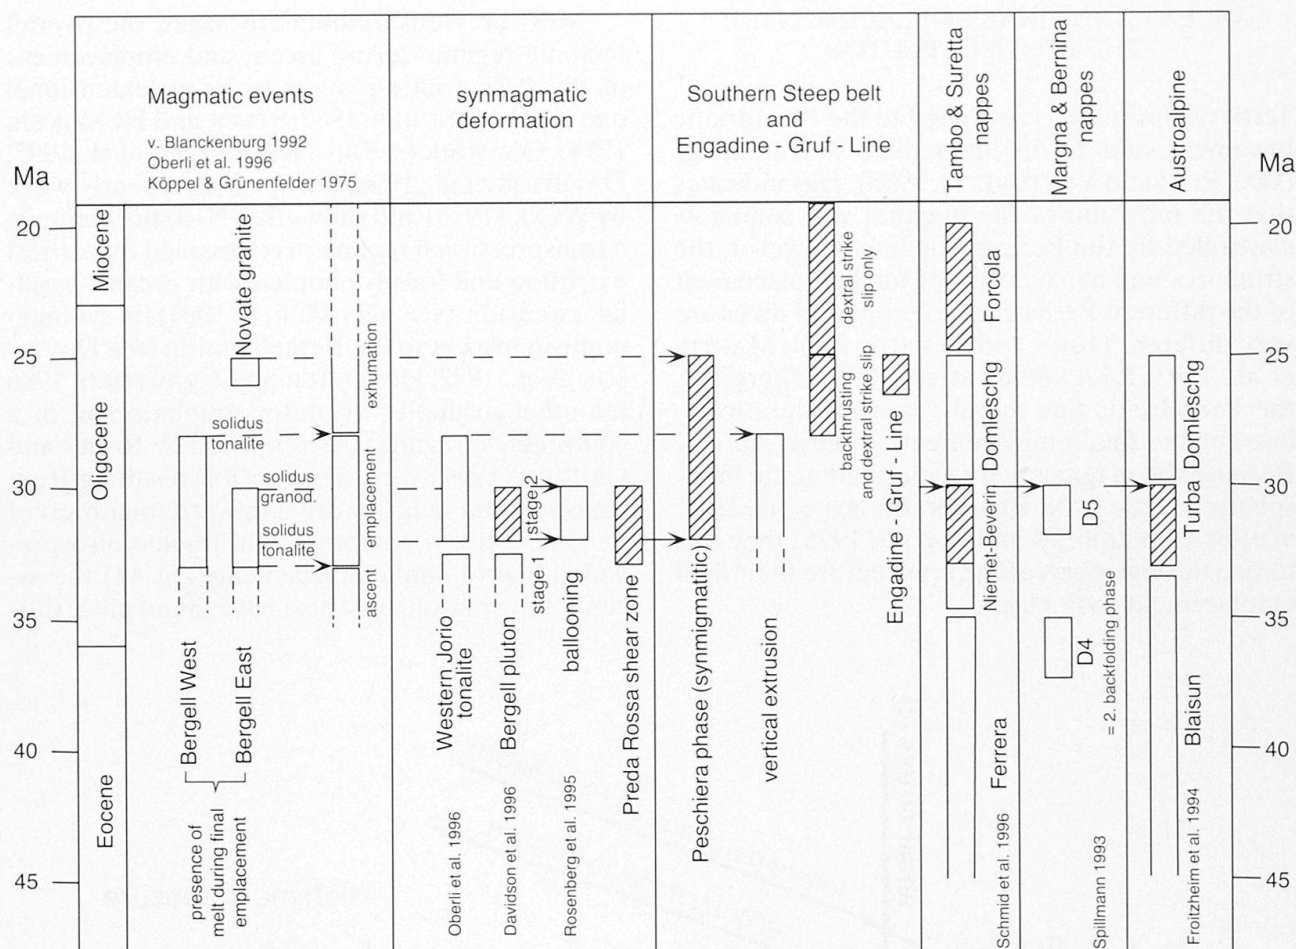 Magmatic events
v. Blanckenburg 1992
Oberli et al. 1996
Köppel & Grünenfelder 1975
synmagmatic
deformation
Southern Steep belt
and
Engadine - Gruf - Line
Tambo & Suretta
nappes
Margna & Bernina
nappes
Austroalpine
Ma
Ma
20
25
30
35
40
45
Miocene
Oligocene
Eocene
Novate granite
solidus
tonalite
solidus
granod.
solidus
tonalite
exhumation
emplacement
ascent
Bergell West
Bergell East
presence of
melt during final
emplacement
Western Jorio
tonalite
Oberli et al. 1996
Bergell pluton
stage 1
stage 2
Davidson et al. 1996
ballooning
Rosenberg et al. 1995
Preda Rossa shear zone
Peschiera phase (synmigmatitic)
vertical extrusion
dextral strike
slip only
backthrusting
and dextral strike slip
Engadine - Gruf - Line
Forcola
Domleschg
Niemet-Beverin
Ferrera
Schmid et al. 1996
D5
D4
= 2. backfolding phase
Spillmann 1993
Domleschg
Turba
Blaisun
Froitzheim et al. 1994
20
25
30
35
40
45